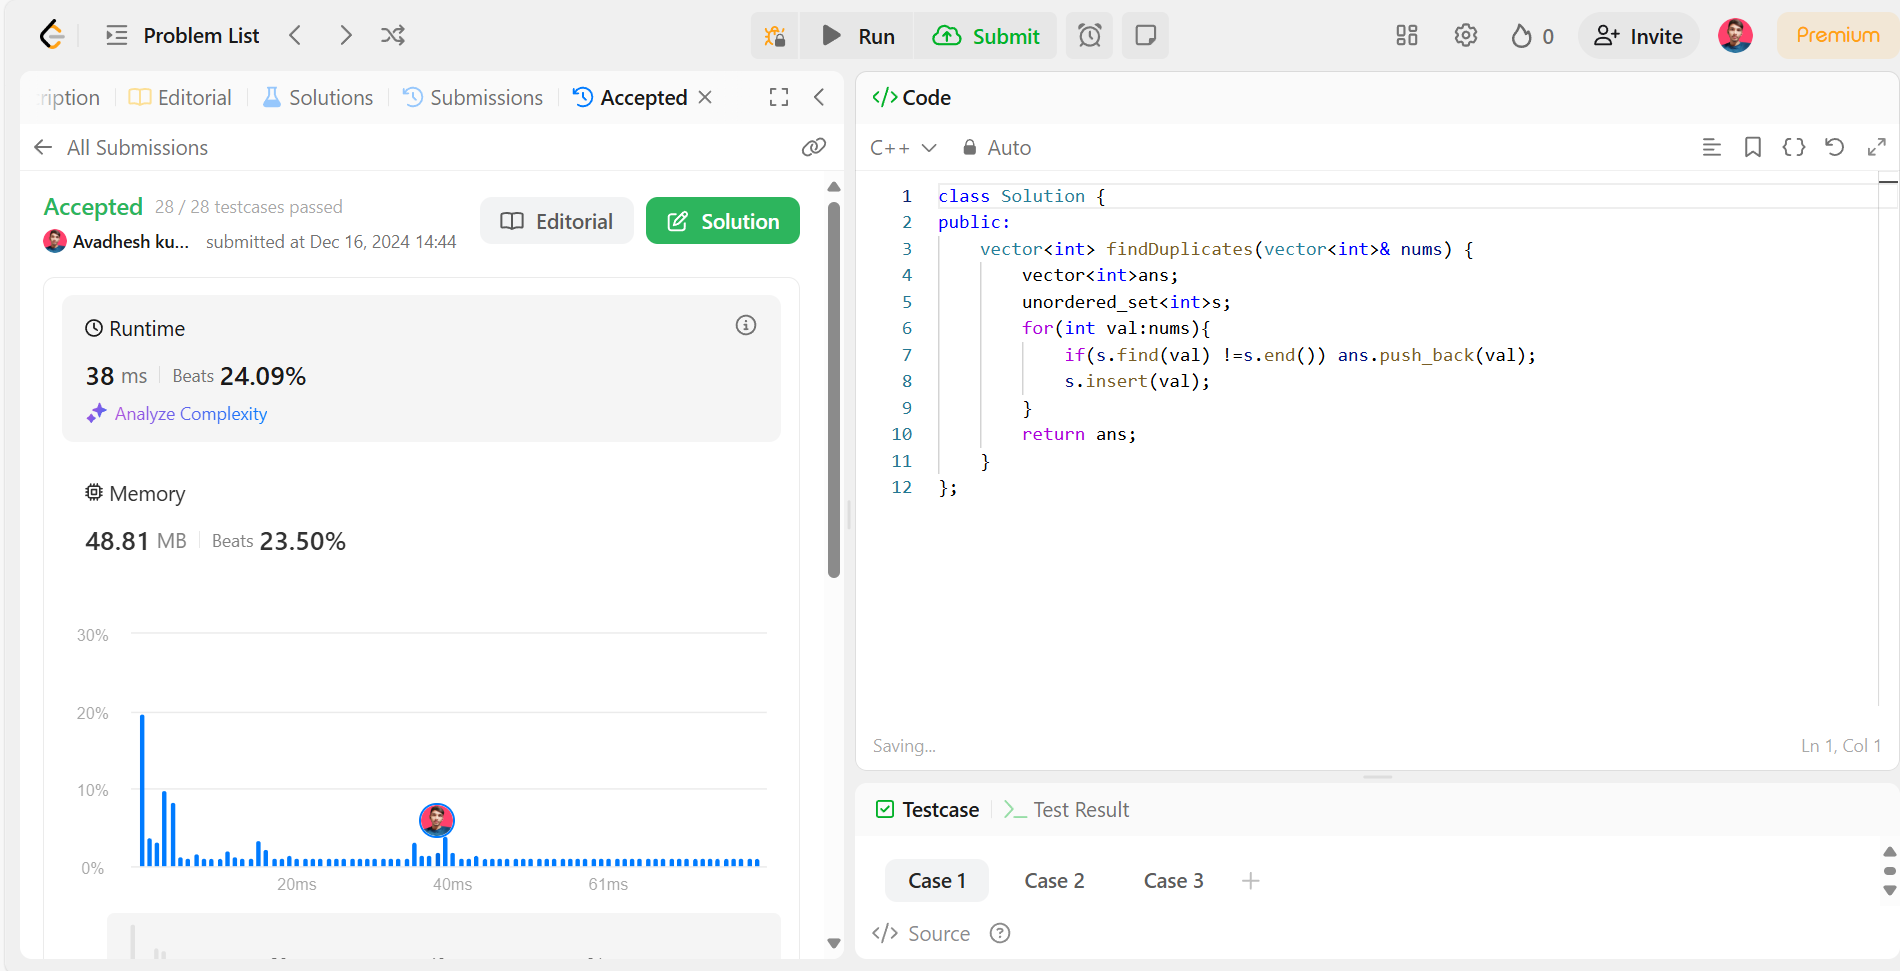 Problem List
Run
Submit
0
Invite
Premium
ription
Editorial
Solutions
Submissions
Accepted
All Submissions
Accepted 28 / 28 testcases passed
Avadhesh ku... submitted at Dec 16, 2024 14:44
Editorial
Solution
Runtime
38 ms Beats 24.09%
Analyze Complexity
Memory
48.81 MB Beats 23.50%
30%
20%
10%
0%
20ms 40ms 61ms
</> Code
C++ Auto
1 class Solution {
2 public:
3 vector<int> findDuplicates(vector<int>& nums) {
4 vector<int>ans;
5 unordered_set<int>s;
6 for(int val:nums){
7 if(s.find(val) !=s.end()) ans.push_back(val);
8 s.insert(val);
9 }
10 return ans;
11 }
12 };
Saving...
Ln 1, Col 1
Testcase
Test Result
Case 1 Case 2 Case 3 +
</> Source